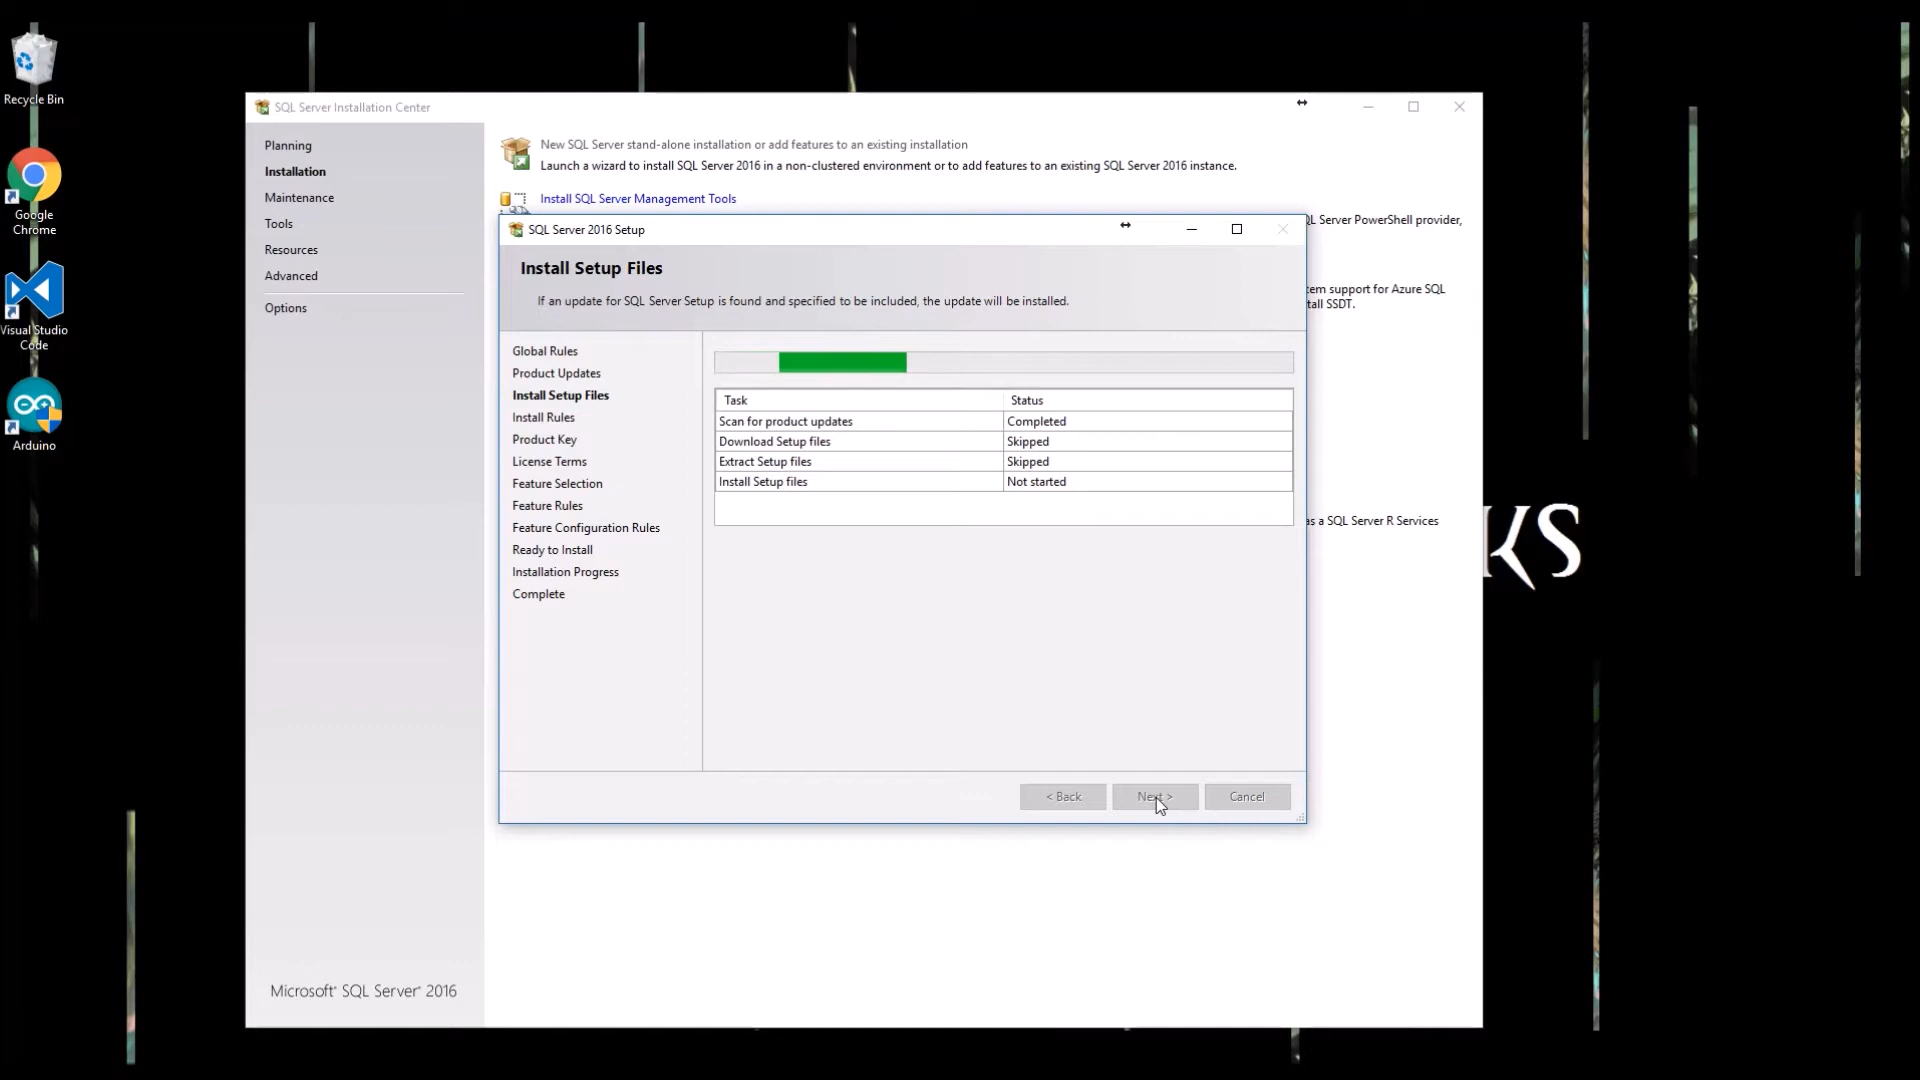 Recycle Bin
Google
Chrome
Visual Studio
Code
Arduino
SQL Server Installation Center
Planning
Installation
Maintenance
Tools
Resources
Advanced
Options
Microsoft® SQL Server® 2016
New SQL Server stand-alone installation or add features to an existing installation
Launch a wizard to install SQL Server 2016 in a non-clustered environment or to add features to an existing SQL Server 2016 instance.
Install SQL Server Management Tools
SQL Server PowerShell provider,
tem support for Azure SQL
tall SSDT.
as a SQL Server R Services
SQL Server 2016 Setup
Install Setup Files
If an update for SQL Server Setup is found and specified to be included, the update will be installed.
Global Rules
Product Updates
Install Setup Files
Install Rules
Product Key
License Terms
Feature Selection
Feature Rules
Feature Configuration Rules
Ready to Install
Installation Progress
Complete
Task Status
Scan for product updates Completed
Download Setup files Skipped
Extract Setup files Skipped
Install Setup files Not started
< Back Next > Cancel
KS